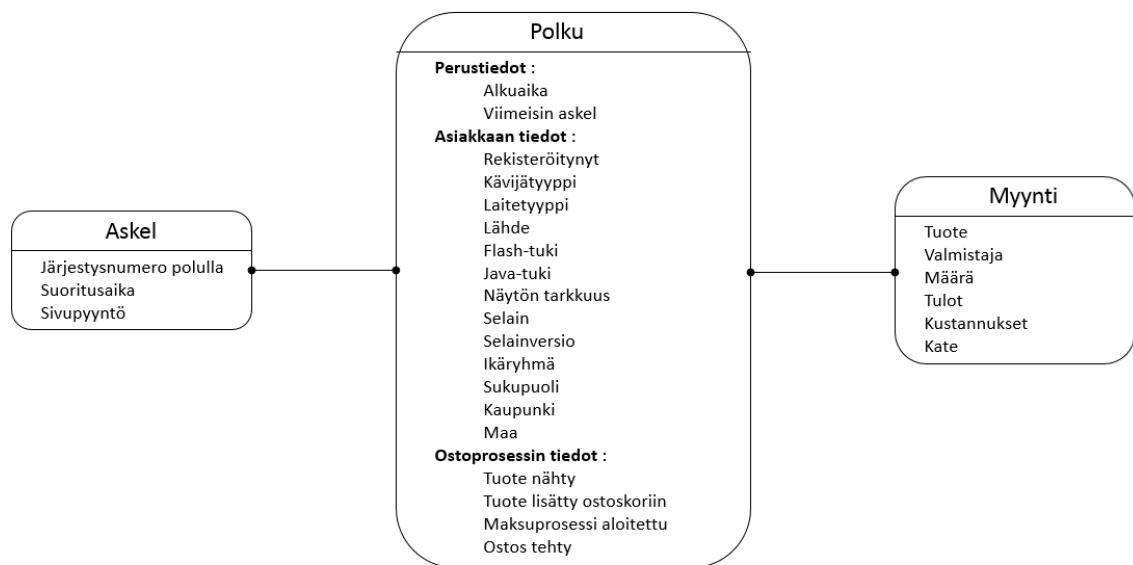 Polku
Perustiedot :
Alkuaika
Viimeisin askel
Asiakkaan tiedot :
Rekisteröitynyt
Kävijätyyppi
Laitetyyppi
Lähde
Flash-tuki
Java-tuki
Näytön tarkkuus
Selain
Selainversio
Ikäryhmä
Sukupuoli
Kaupunki
Maa
Ostoprosessin tiedot :
Tuote nähty
Tuote lisätty ostoskoriin
Maksuprosessi aloitettu
Ostos tehty
Askel
Järjestysnumero polulla
Suoritusaika
Sivupyyntö
Myynti
Tuote
Valmistaja
Määrä
Tulot
Kustannukset
Kate